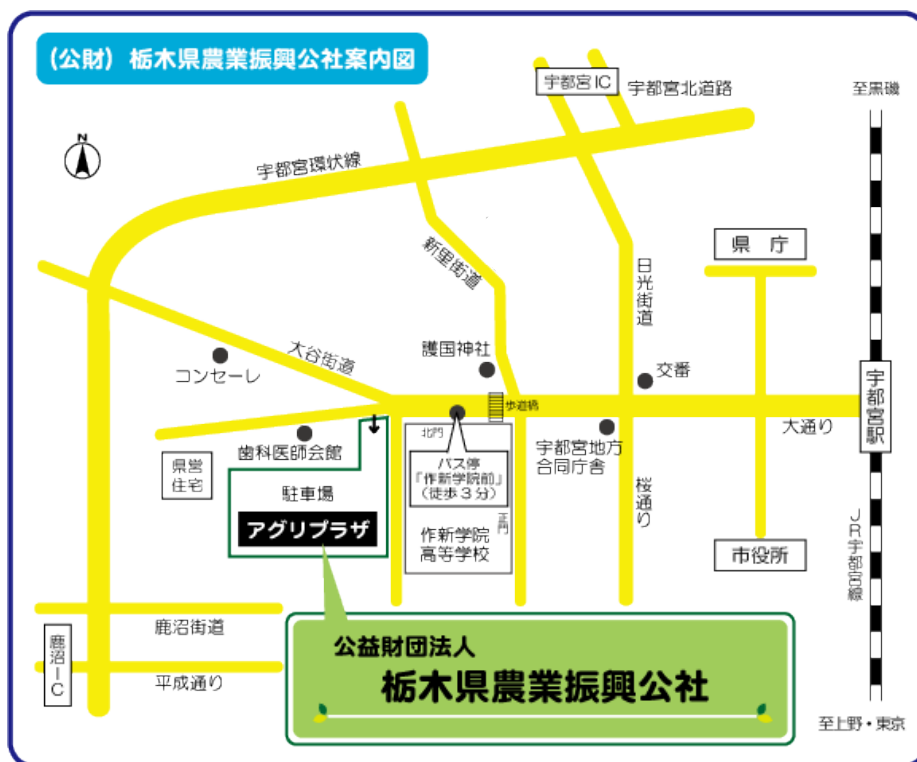 (公財) 栃木県農業振興公社案内図
宇都宮IC
宇都宮北道路
至黒磯
N
宇都宮環状線
新里街道
日光街道
県 庁
大谷街道
コンセーレ
護国神社
交番
宇都宮駅
歩道橋
大通り
北門
歯科医師会館
バス停
「作新学院前」
(徒歩3分)
宇都宮地方
合同庁舎
県営
住宅
駐車場
アグリプラザ
正門
作新学院
高等学校
桜通り
市役所
JR宇都宮線
鹿沼街道
鹿沼IC
平成通り
公益財団法人
栃木県農業振興公社
至上野・東京